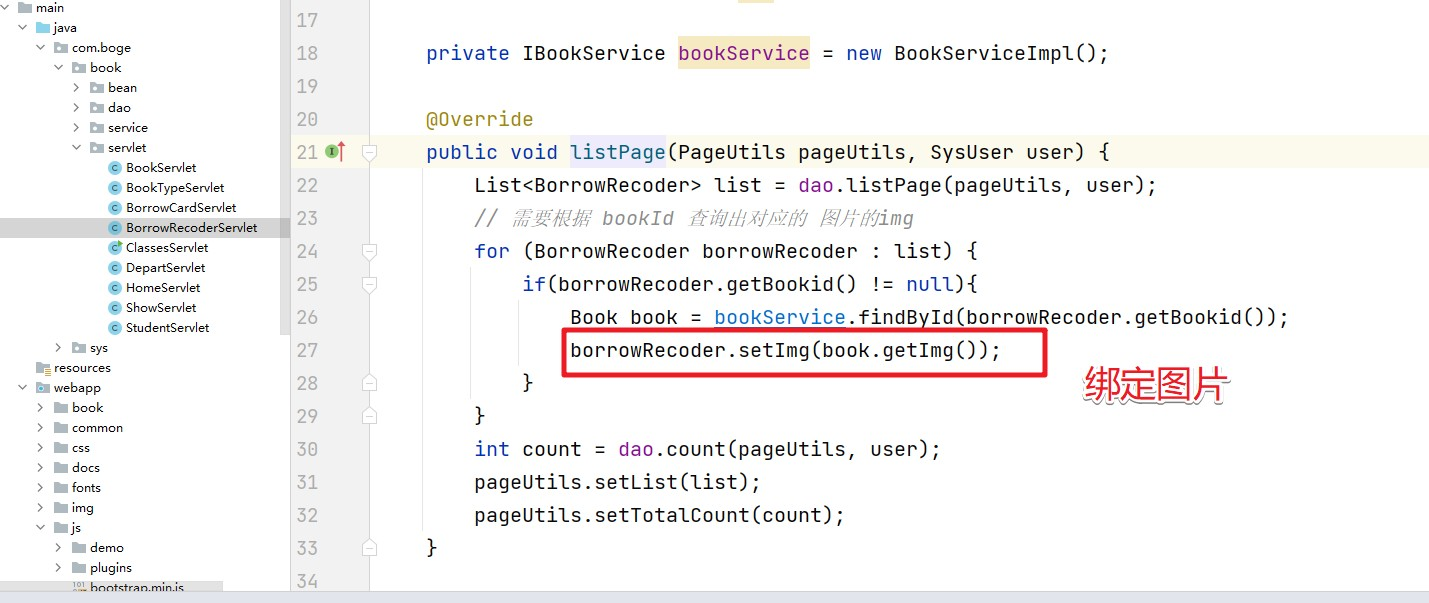 main
java
com.boge
book
bean
dao
service
servlet
BookServlet
BookTypeServlet
BorrowCardServlet
BorrowRecoderServlet
ClassesServlet
DepartServlet
HomeServlet
ShowServlet
StudentServlet
sys
resources
webapp
book
common
css
docs
fonts
img
js
demo
plugins
bootstrap.min.js
17
18 private IBookService bookService = new BookServiceImpl();
19
20 @Override
21 public void listPage(PageUtils pageUtils, SysUser user) {
22 List<BorrowRecoder> list = dao.listPage(pageUtils, user);
23 // 需要根据 bookId 查询出对应的 图片的img
24 for (BorrowRecoder borrowRecoder : list) {
25 if(borrowRecoder.getBookid() != null){
26 Book book = bookService.findById(borrowRecoder.getBookid());
27 borrowRecoder.setImg(book.getImg());
28 }
29 }
30 int count = dao.count(pageUtils, user);
31 pageUtils.setList(list);
32 pageUtils.setTotalCount(count);
33 }
34
绑定图片